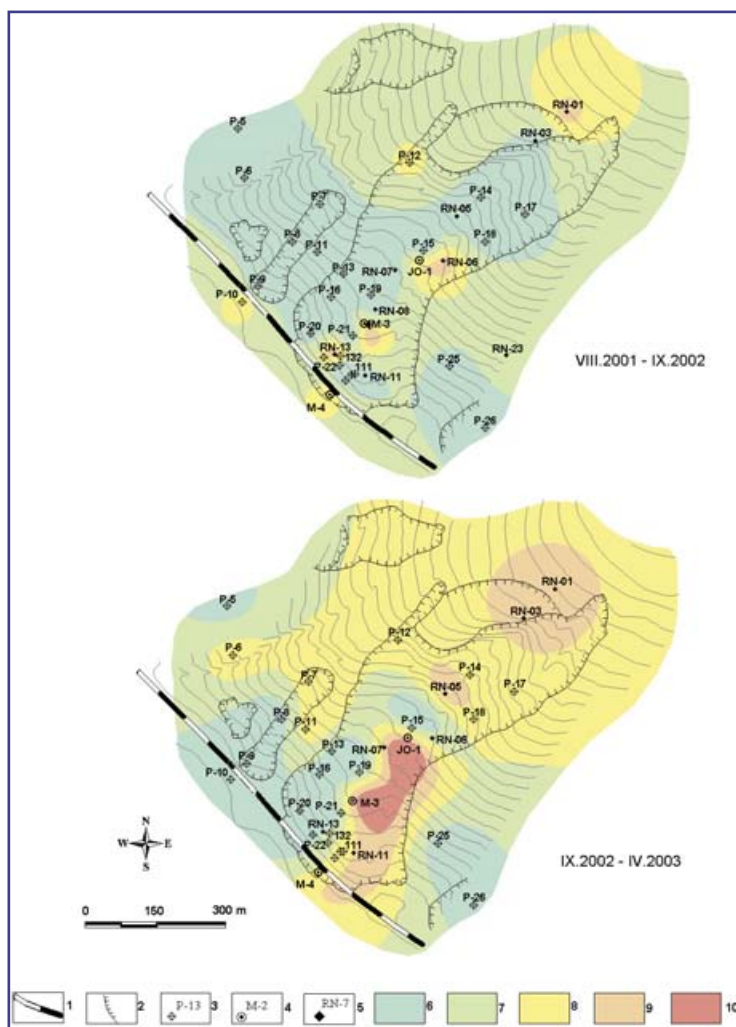 RN-01
P-5
RN-03
P-12
P-6
P-14
P-7
RN-05 P-17
P-8 P-18
P-11 P-15
P-13 RN-07 JO-1 RN-06
P-9
P-10 P-16 P-19
RN-08
P-20 P-21 M-3
RN-13 132 RN-23
P-22 111 RN-11 P-25
VIII.2001 - IX.2002
M-4
P-26
RN-01
P-5
RN-03
P-12
P-6
P-14
P-7
RN-05 P-17
P-8 P-18
P-11 P-15
P-13 RN-07 JO-1 RN-06
P-9
P-10 P-16 P-19
P-20 P-21 M-3
RN-13 132
P-22 111 RN-11 P-25
N
W E
S
IX.2002 - IV.2003
M-4
P-26
0 150 300 m
1 2 P-13 3 M-2 4 RN-7 5 6 7 8 9 10